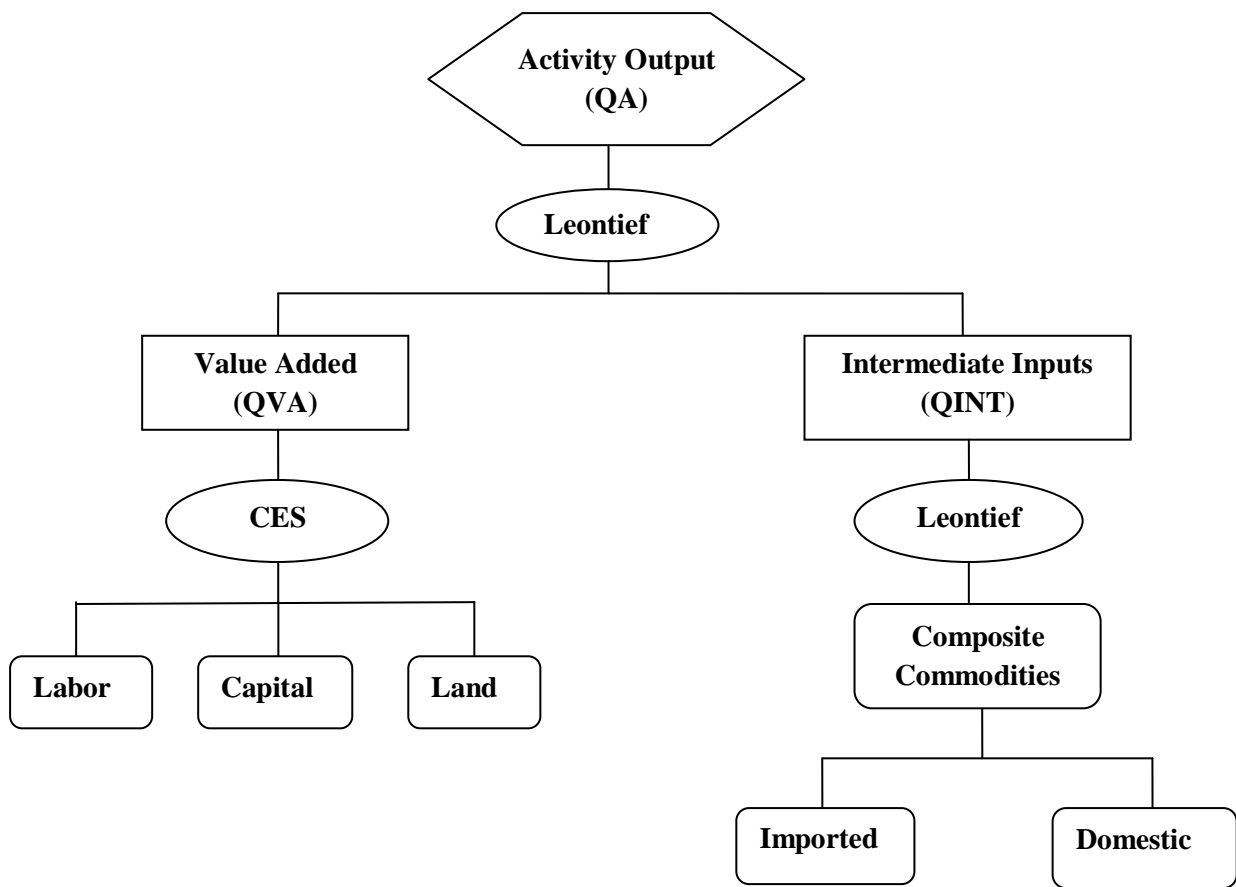 Activity Output
(QA)
Leontief
Value Added
(QVA)
Intermediate Inputs
(QINT)
CES
Leontief
Composite
Commodities
Labor
Capital
Land
Imported
Domestic